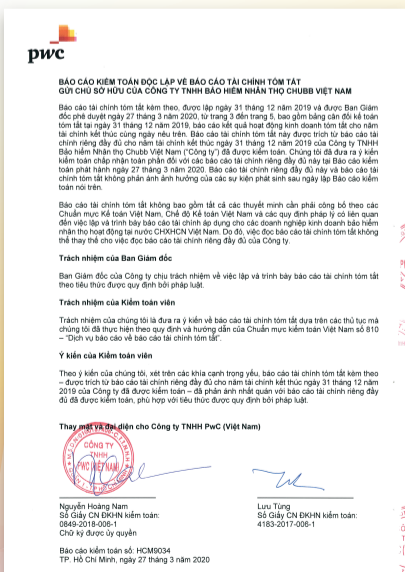 pwc
BÁO CÁO KIỂM TOÁN ĐỘC LẬP VỀ BÁO CÁO TÀI CHÍNH TÓM TẮT
GỬI CHỦ SỞ HỮU CỦA CÔNG TY TNHH BẢO HIỂM NHÂN THỌ CHUBB VIỆT NAM
Báo cáo tài chính tóm tắt kèm theo, được lập ngày 31 tháng 12 năm 2019 và được Ban Giám
đốc phê duyệt ngày 27 tháng 3 năm 2020, từ trang 3 đến trang 5, bao gồm bảng cân đối kế toán
tóm tắt tại ngày 31 tháng 12 năm 2019, báo cáo kết quả hoạt động kinh doanh tóm tắt cho năm
tài chính kết thúc cùng ngày nêu trên. Báo cáo tài chính tóm tắt này được trích từ báo cáo tài
chính riêng đầy đủ cho năm tài chính kết thúc ngày 31 tháng 12 năm 2019 của Công ty TNHH
Bảo hiểm Nhân thọ Chubb Việt Nam ("Công ty") đã được kiểm toán. Chúng tôi đã đưa ra ý kiến
kiểm toán chấp nhận toàn phần đối với các báo cáo tài chính riêng đầy đủ này tại Báo cáo kiểm
toán phát hành ngày 27 tháng 3 năm 2020. Báo cáo tài chính riêng đầy đủ này và báo cáo tài
chính tóm tắt không phản ánh ảnh hưởng của các sự kiện phát sinh sau ngày lập Báo cáo kiểm
toán nói trên.
Báo cáo tài chính tóm tắt không bao gồm tất cả các thuyết minh cần phải công bố theo các
Chuẩn mực Kế toán Việt Nam, Chế độ Kế toán Việt Nam và các quy định pháp lý có liên quan
đến việc lập và trình bày báo cáo tài chính áp dụng cho các doanh nghiệp kinh doanh bảo hiểm
nhân thọ hoạt động tại nước CHXHCN Việt Nam. Do đó, việc đọc báo cáo tài chính tóm tắt không
thể thay thế cho việc đọc báo cáo tài chính riêng đầy đủ của Công ty.
Trách nhiệm của Ban Giám đốc
Ban Giám đốc của Công ty chịu trách nhiệm về việc lập và trình bày báo cáo tài chính tóm tắt
theo tiêu thức được quy định bởi pháp luật.
Trách nhiệm của Kiểm toán viên
Trách nhiệm của chúng tôi là đưa ra ý kiến về báo cáo tài chính tóm tắt dựa trên các thủ tục mà
chúng tôi đã thực hiện theo quy định và hướng dẫn của Chuẩn mực kiểm toán Việt Nam số 810
– "Dịch vụ báo cáo về báo cáo tài chính tóm tắt".
Ý kiến của Kiểm toán viên
Theo ý kiến của chúng tôi, xét trên các khía cạnh trọng yếu, báo cáo tài chính tóm tắt kèm theo
– được trích từ báo cáo tài chính riêng đầy đủ cho năm tài chính kết thúc ngày 31 tháng 12 năm
2019 của Công ty đã được kiểm toán – đã phản ánh nhất quán với báo cáo tài chính riêng đầy
đủ đã được kiểm toán, phù hợp với tiêu thức được quy định bởi pháp luật.
Thay mặt và đại diện cho Công ty TNHH PwC (Việt Nam)
CÔNG TY
TNHH
PWC (VIỆT NAM)
Nguyễn Hoàng Nam
Số Giấy CN ĐKHN kiểm toán:
0849-2018-006-1
Chữ ký được ủy quyền
Lưu Tùng
Số Giấy CN ĐKHN kiểm toán:
4183-2017-006-1
Báo cáo kiểm toán số: HCM9034
TP. Hồ Chí Minh, ngày 27 tháng 3 năm 2020